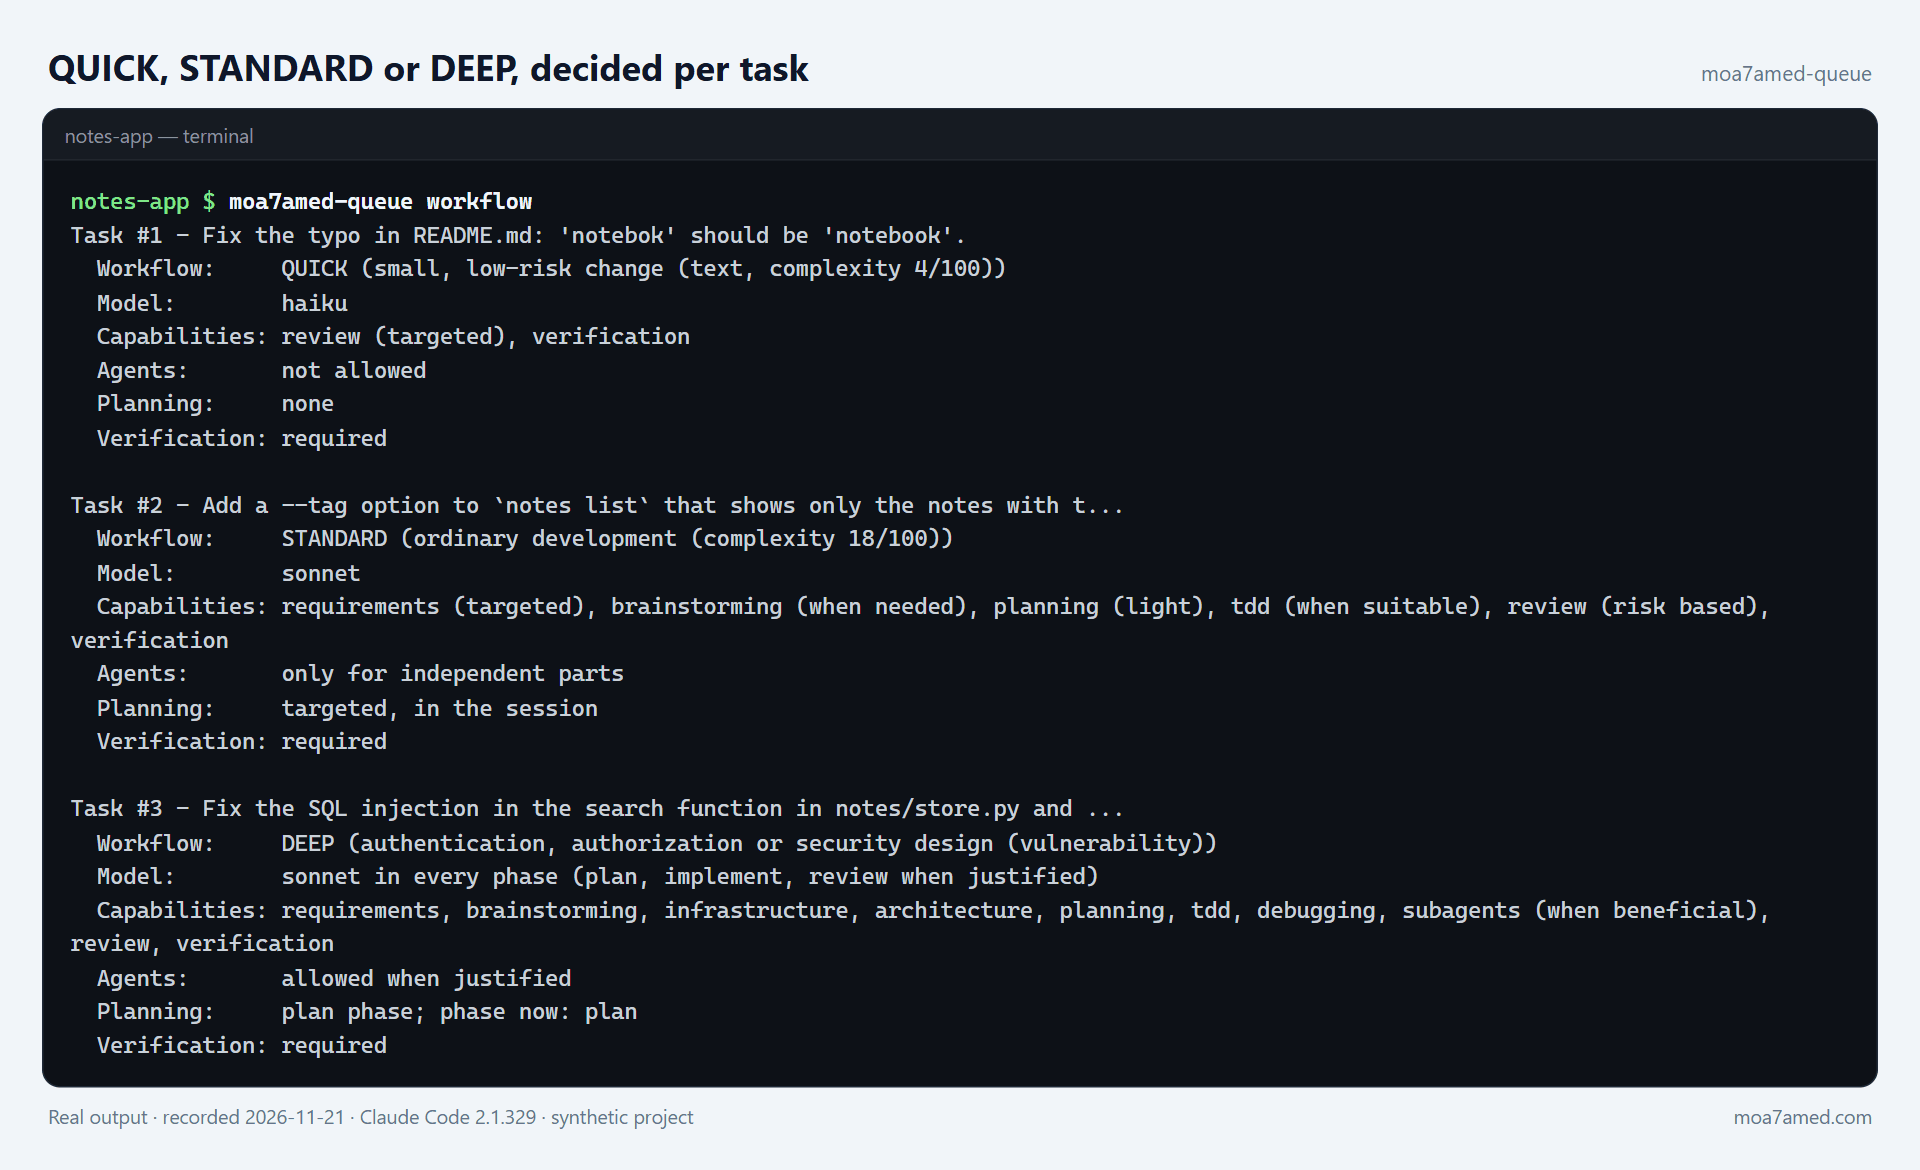 QUICK, STANDARD or DEEP, decided per task
moa7amed-queue
notes-app — terminal
notes-app $ moa7amed-queue workflow
Task #1 - Fix the typo in README.md: 'notebok' should be 'notebook'.
  Workflow:     QUICK (small, low-risk change (text, complexity 4/100))
  Model:        haiku
  Capabilities: review (targeted), verification
  Agents:       not allowed
  Planning:     none
  Verification: required

Task #2 - Add a --tag option to `notes list` that shows only the notes with t...
  Workflow:     STANDARD (ordinary development (complexity 18/100))
  Model:        sonnet
  Capabilities: requirements (targeted), brainstorming (when needed), planning (light), tdd (when suitable), review (risk based),
verification
  Agents:       only for independent parts
  Planning:     targeted, in the session
  Verification: required

Task #3 - Fix the SQL injection in the search function in notes/store.py and ...
  Workflow:     DEEP (authentication, authorization or security design (vulnerability))
  Model:        sonnet in every phase (plan, implement, review when justified)
  Capabilities: requirements, brainstorming, infrastructure, architecture, planning, tdd, debugging, subagents (when beneficial),
review, verification
  Agents:       allowed when justified
  Planning:     plan phase; phase now: plan
  Verification: required
Real output · recorded 2026-11-21 · Claude Code 2.1.329 · synthetic project
moa7amed.com